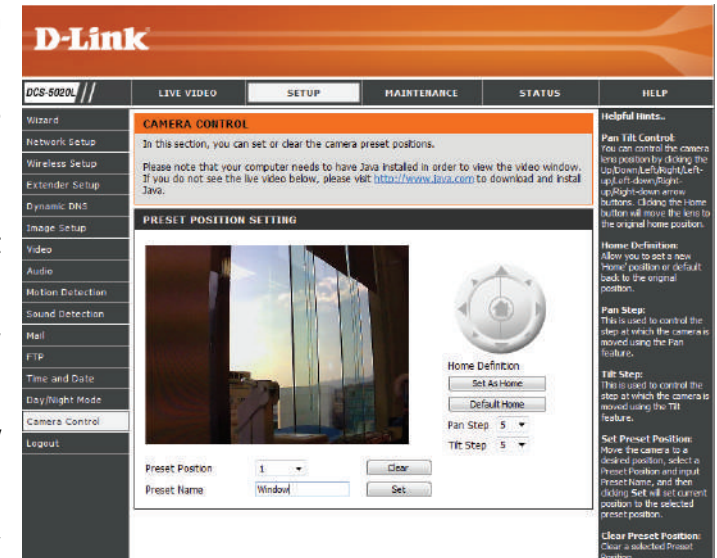 D-Link
DCS-5020L
LIVE VIDEO
SETUP
MAINTENANCE
STATUS
HELP
Wizard
Network Setup
Wireless Setup
Extender Setup
Dynamic DNS
Image Setup
Video
Audio
Motion Detection
Sound Detection
Mail
FTP
Time and Date
Day/Night Mode
Camera Control
Logout
CAMERA CONTROL
In this section, you can set or clear the camera preset positions.
Please note that your computer needs to have Java installed in order to view the video window.
If you do not see the live video below, please visit http://www.java.com to download and install
Java.
PRESET POSITION SETTING
Home Definition
Set As Home
Default Home
Pan Step 5
Tilt Step 5
Preset Position 1 Clear
Preset Name Window Set
Helpful Hints..
Pan Tilt Control:
You can control the camera
lens position by clicking the
Up/Down/Left/Right/Left-
up/Left-down/Right-
up/Right-down arrow
buttons. Clicking the Home
button will move the lens to
the original home position.
Home Definition:
Allow you to set a new
'Home' position or default
back to the original
position.
Pan Step:
This is used to control the
step at which the camera is
moved using the Pan
feature.
Tilt Step:
This is used to control the
step at which the camera is
moved using the Tilt
feature.
Set Preset Position:
Move the camera to a
desired position, select a
Preset Position and input
Preset Name, and then
clicking Set will set current
position to the selected
preset position.
Clear Preset Position:
Clear a selected Preset
Position